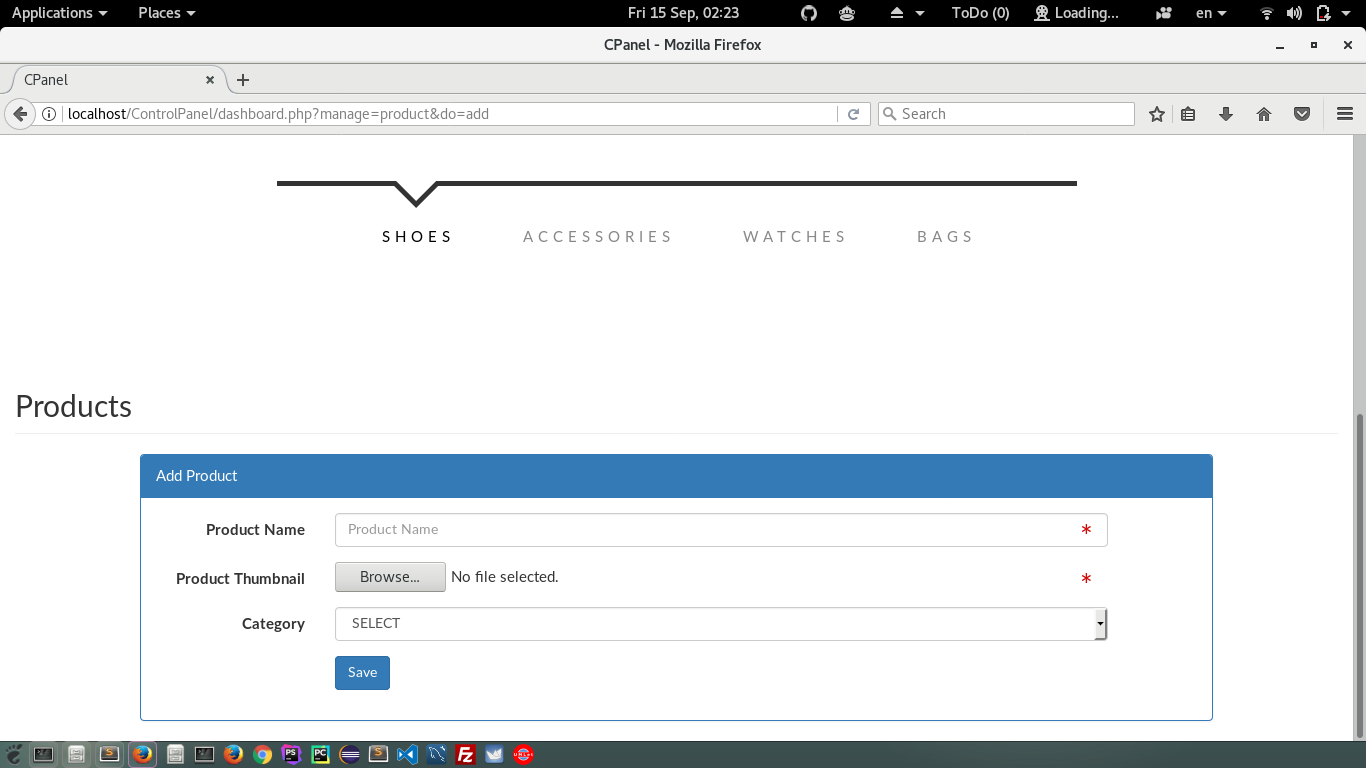 Applications Places Fri 15 Sep, 02:23 ToDo (0) Loading... en
CPanel - Mozilla Firefox
CPanel
localhost/ControlPanel/dashboard.php?manage=product&do=add Search
SHOES ACCESSORIES WATCHES BAGS
Products
Add Product
Product Name Product Name *
Product Thumbnail Browse... No file selected. *
Category SELECT
Save